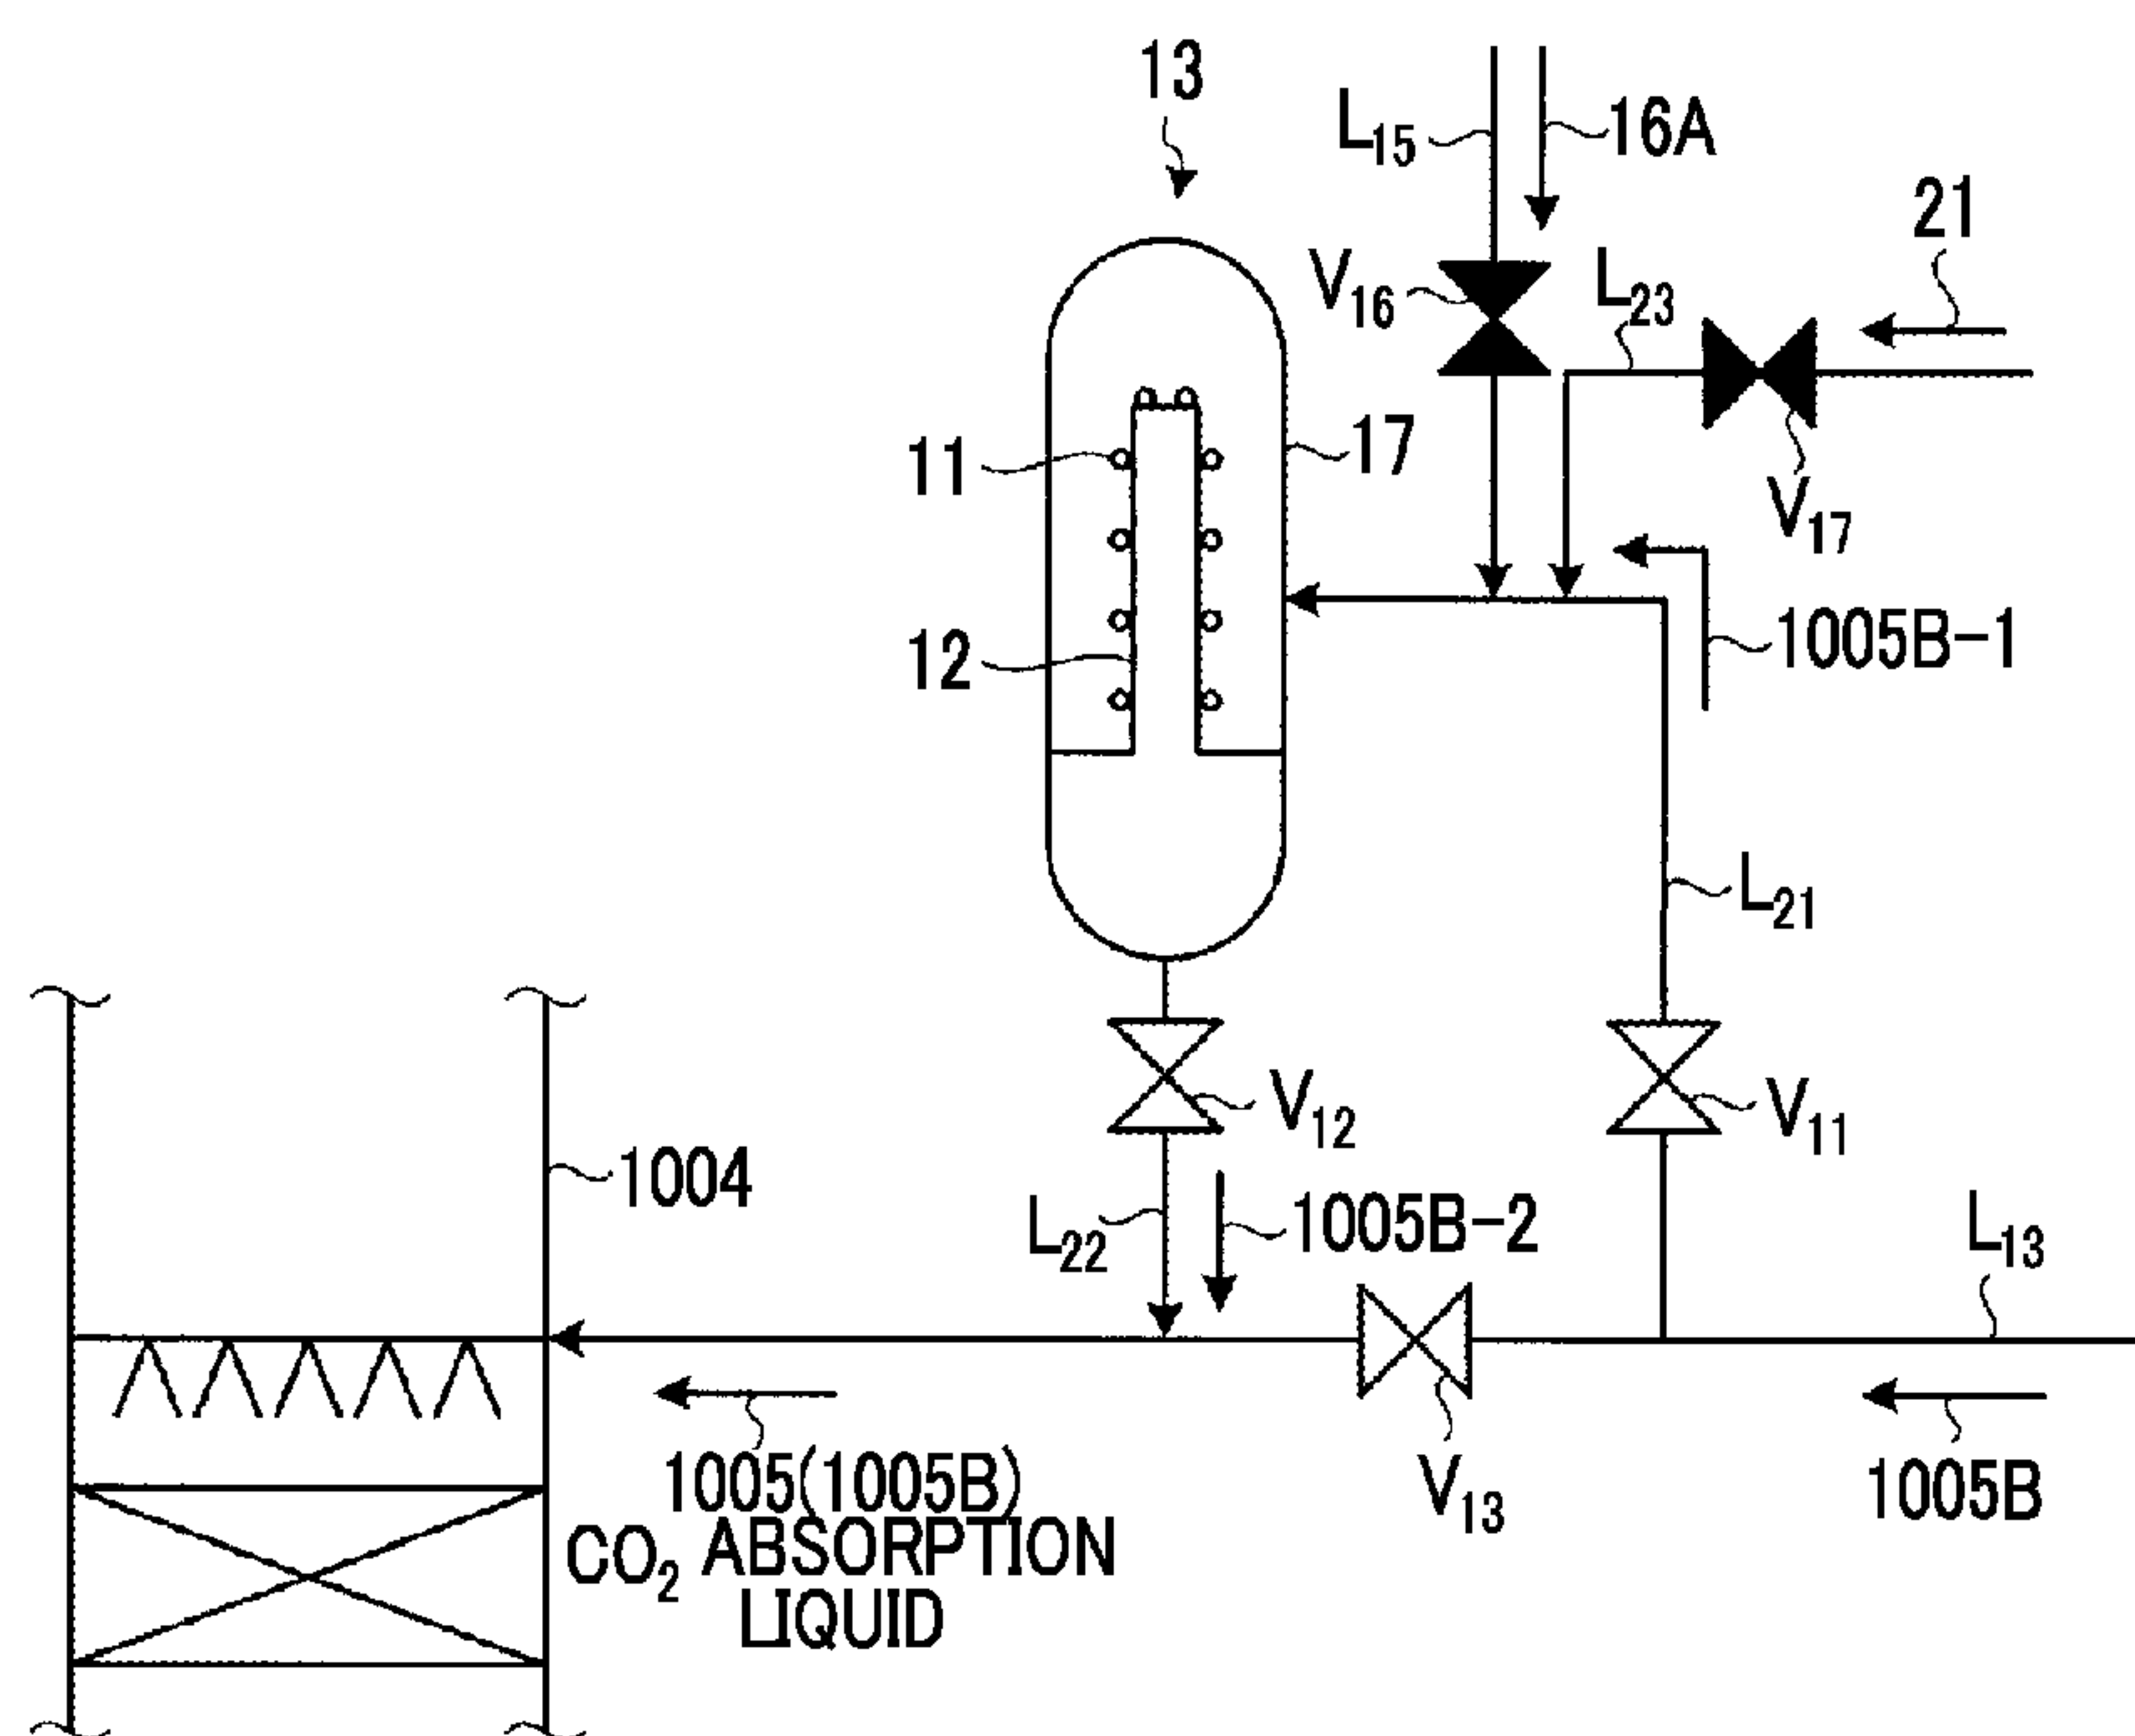 13
L15
16A
21
V16
L23
11
17
V17
1005B-1
12
L21
V12
V11
1004
L22
1005B-2
L13
1005(1005B)
CO2 ABSORPTION
LIQUID
V13
1005B